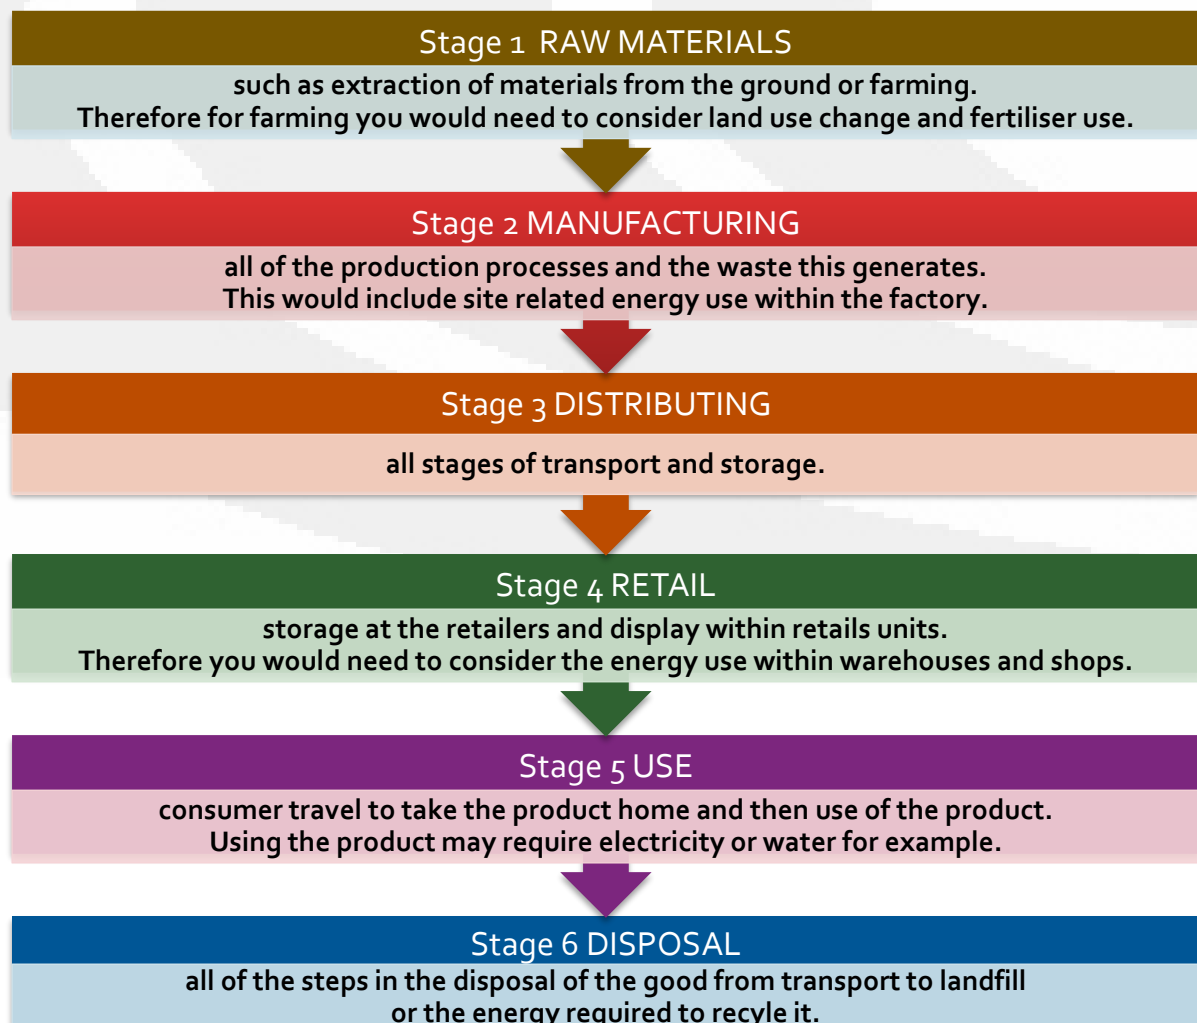 Stage 1 RAW MATERIALS
such as extraction of materials from the ground or farming.
Therefore for farming you would need to consider land use change and fertiliser use.
Stage 2 MANUFACTURING
all of the production processes and the waste this generates.
This would include site related energy use within the factory.
Stage 3 DISTRIBUTING
all stages of transport and storage.
Stage 4 RETAIL
storage at the retailers and display within retails units.
Therefore you would need to consider the energy use within warehouses and shops.
Stage 5 USE
consumer travel to take the product home and then use of the product.
Using the product may require electricity or water for example.
Stage 6 DISPOSAL
all of the steps in the disposal of the good from transport to landfill
or the energy required to recyle it.